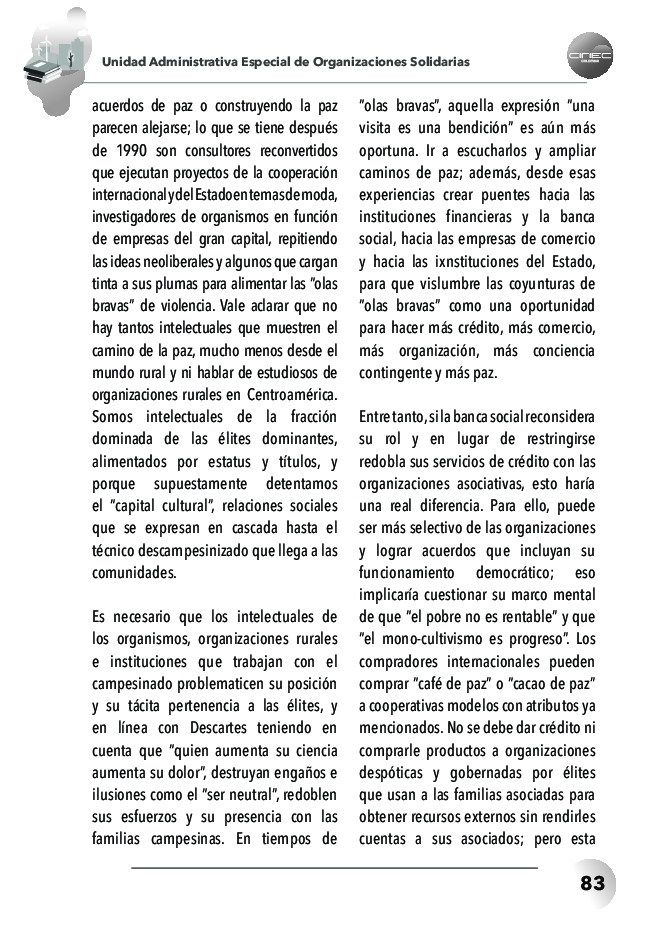 Unidad Administrativa Especial de Organizaciones Solidarias
CINEC
COLOMBIA
acuerdos de paz o construyendo la paz
parecen alejarse; lo que se tiene después
de 1990 son consultores reconvertidos
que ejecutan proyectos de la cooperación
internacional y del Estado en temas de moda,
investigadores de organismos en función
de empresas del gran capital, repitiendo
las ideas neoliberales y algunos que cargan
tinta a sus plumas para alimentar las "olas
bravas" de violencia. Vale aclarar que no
hay tantos intelectuales que muestren el
camino de la paz, mucho menos desde el
mundo rural y ni hablar de estudiosos de
organizaciones rurales en Centroamérica.
Somos intelectuales de la fracción
dominada de las élites dominantes,
alimentados por estatus y títulos, y
porque supuestamente detentamos
el "capital cultural", relaciones sociales
que se expresan en cascada hasta el
técnico descampesinizado que llega a las
comunidades.
Es necesario que los intelectuales de
los organismos, organizaciones rurales
e instituciones que trabajan con el
campesinado problematicen su posición
y su tácita pertenencia a las élites, y
en línea con Descartes teniendo en
cuenta que "quien aumenta su ciencia
aumenta su dolor", destruyan engaños e
ilusiones como el "ser neutral", redoblen
sus esfuerzos y su presencia con las
familias campesinas. En tiempos de
"olas bravas", aquella expresión "una
visita es una bendición" es aún más
oportuna. Ir a escucharlos y ampliar
caminos de paz; además, desde esas
experiencias crear puentes hacia las
instituciones financieras y la banca
social, hacia las empresas de comercio
y hacia las ixnstituciones del Estado,
para que vislumbre las coyunturas de
"olas bravas" como una oportunidad
para hacer más crédito, más comercio,
más organización, más conciencia
contingente y más paz.
Entre tanto, si la banca social reconsidera
su rol y en lugar de restringirse
redobla sus servicios de crédito con las
organizaciones asociativas, esto haría
una real diferencia. Para ello, puede
ser más selectivo de las organizaciones
y lograr acuerdos que incluyan su
funcionamiento democrático; eso
implicaría cuestionar su marco mental
de que "el pobre no es rentable" y que
"el mono-cultivismo es progreso". Los
compradores internacionales pueden
comprar "café de paz" o "cacao de paz"
a cooperativas modelos con atributos ya
mencionados. No se debe dar crédito ni
comprarle productos a organizaciones
despóticas y gobernadas por élites
que usan a las familias asociadas para
obtener recursos externos sin rendirles
cuentas a sus asociados; pero esta
83